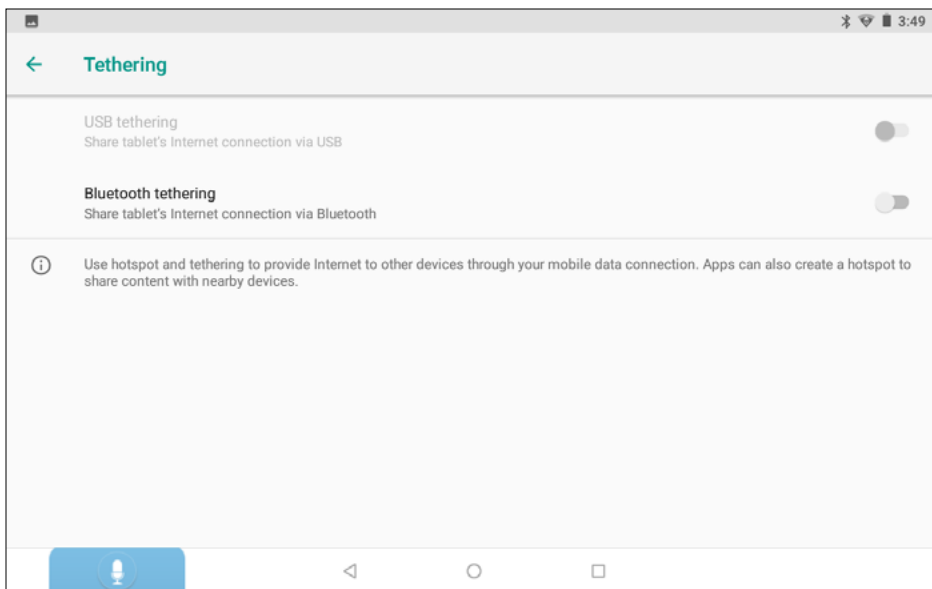 3:49
Tethering
USB tethering
Share tablet's Internet connection via USB
Bluetooth tethering
Share tablet's Internet connection via Bluetooth
Use hotspot and tethering to provide Internet to other devices through your mobile data connection. Apps can also create a hotspot to
share content with nearby devices.